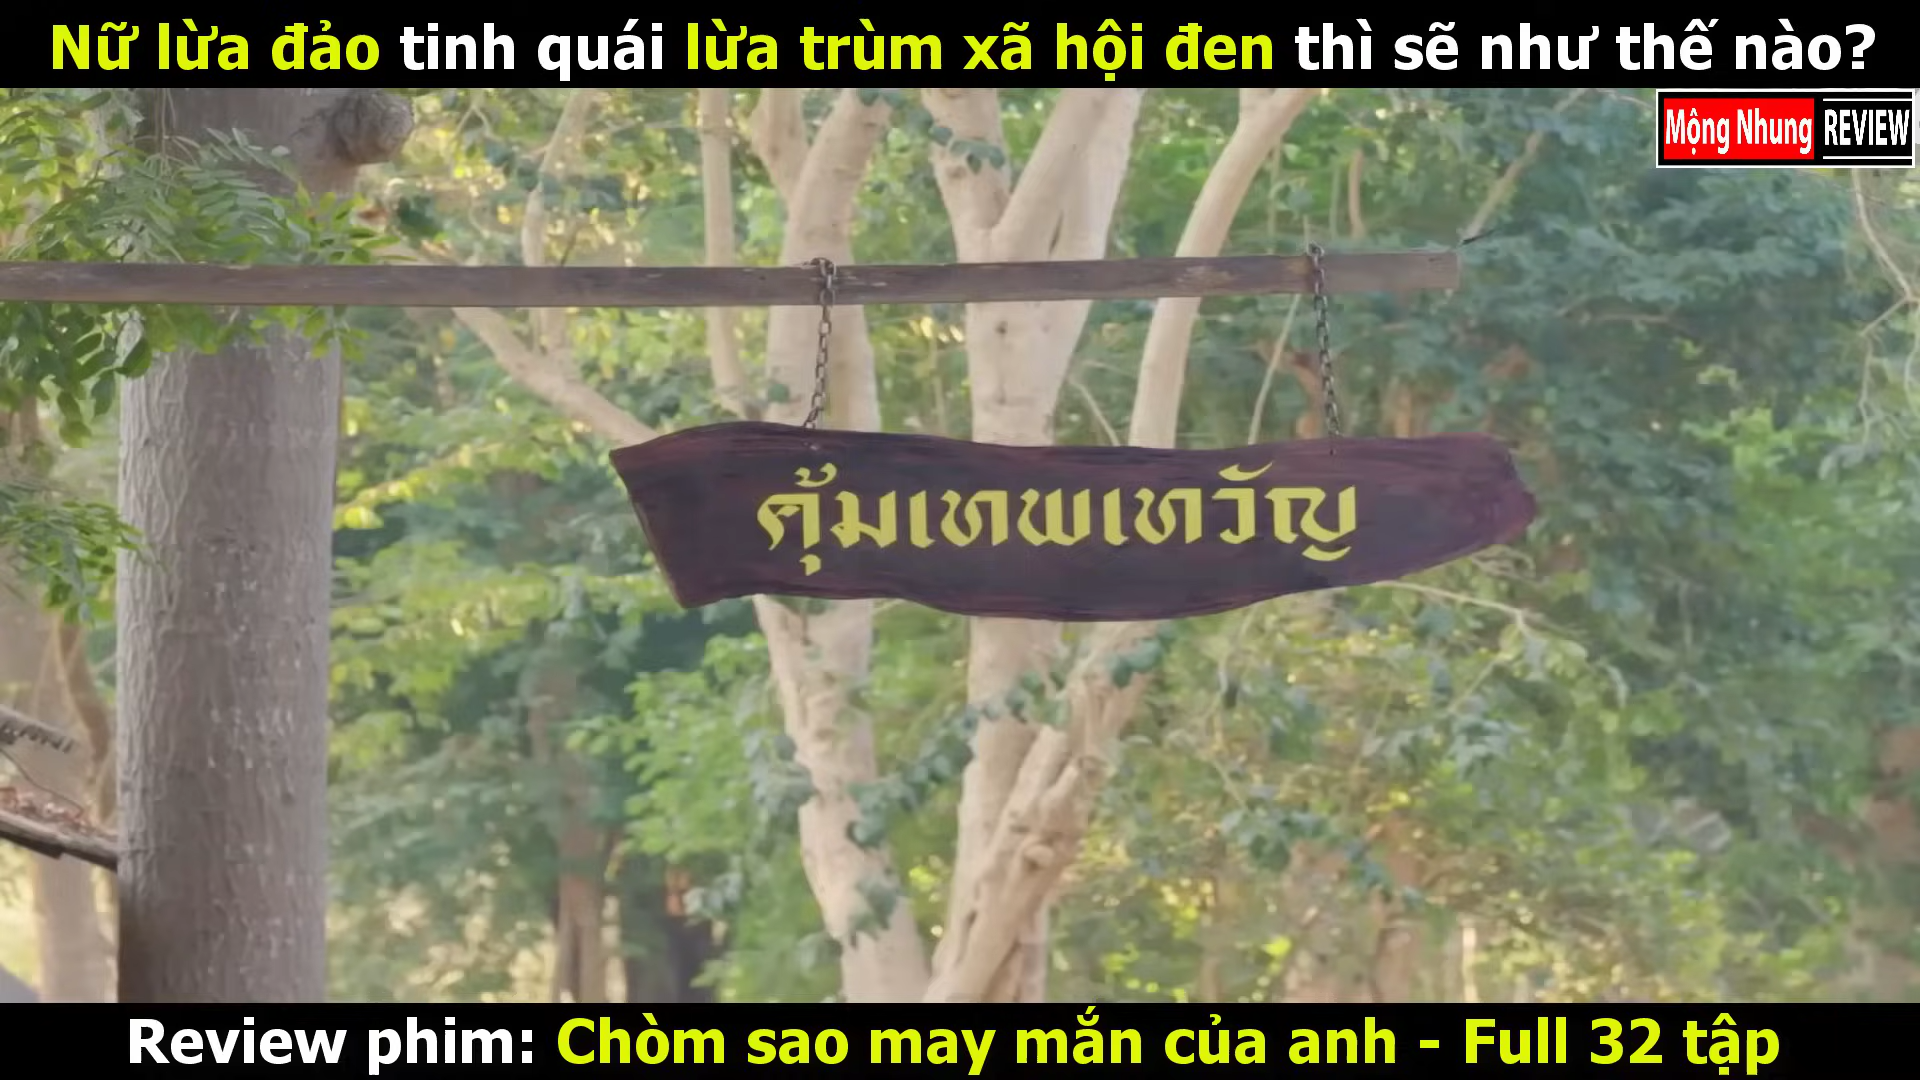 Nữ lừa đảo tinh quái lừa trùm xã hội đen thì sẽ như thế nào?
Mộng Nhung REVIEW
คุ้มเทพเทวัญ
Review phim: Chòm sao may mắn của anh - Full 32 tập